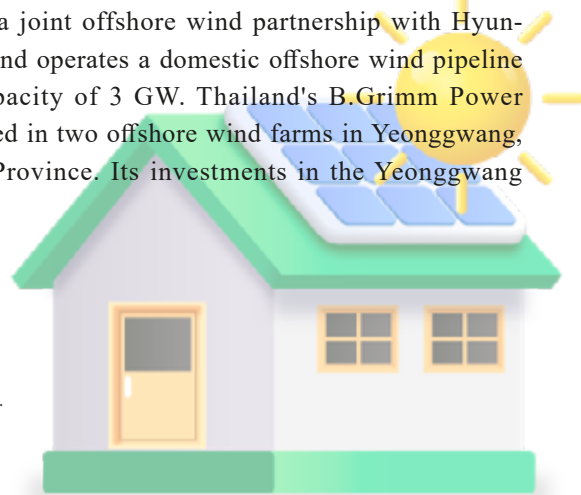 a joint offshore wind partnership with Hyun-
nd operates a domestic offshore wind pipeline
pacity of 3 GW. Thailand's B.Grimm Power
ed in two offshore wind farms in Yeonggwang,
Province. Its investments in the Yeonggwang